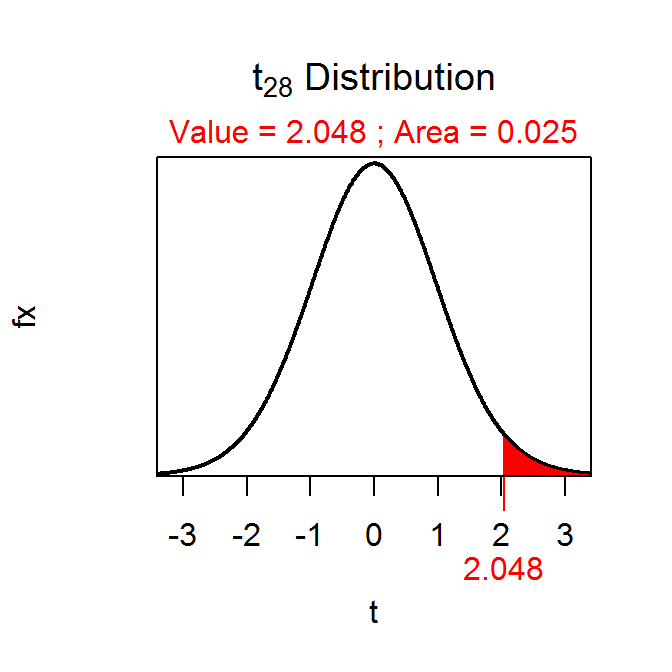 t28 Distribution
Value = 2.048 ; Area = 0.025
fx
-3 -2 -1 0 1 2 3
2.048
t